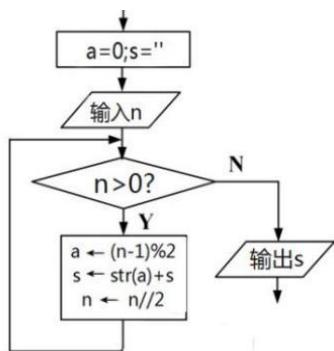 a=0;s=''
输入n
n>0?
N
Y
a ← (n-1)%2
s ← str(a)+s
n ← n//2
输出s